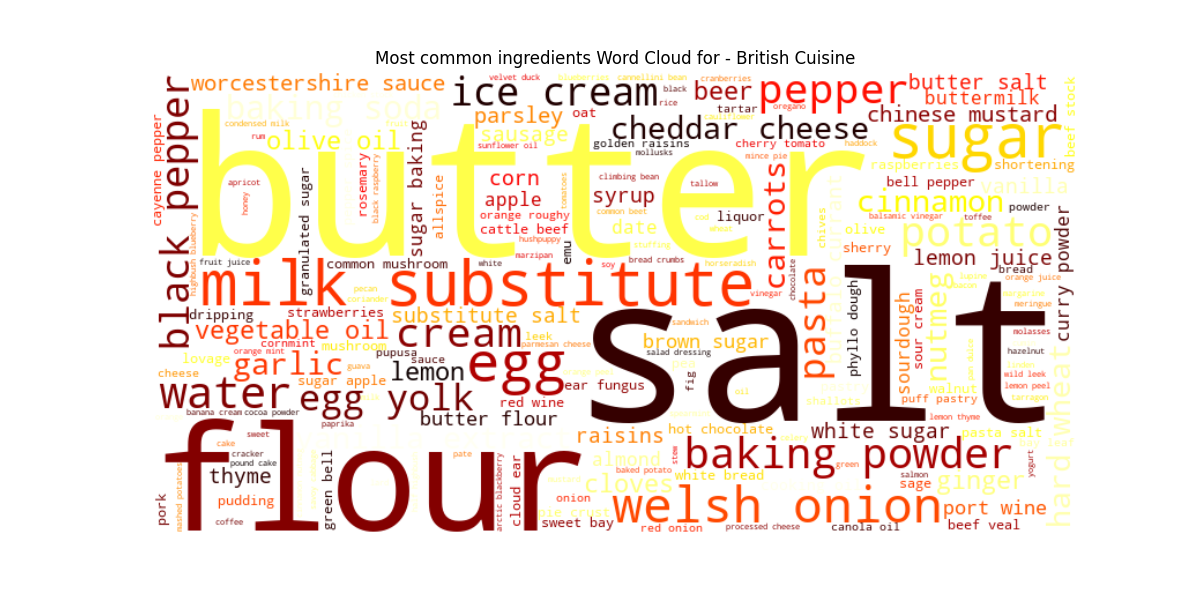 Most common ingredients Word Cloud for - British Cuisine
worcestershire sauce
ice cream
velvet duck
blueberries
cannellini bean
cranberries
black
beer
pepper
butter salt
buttermilk
baking soda
condensed milk
rum
olive oil
parsley
oat
sausage
rice
tartar
oregano
cauliflower
chinese mustard
beef stock
cayenne pepper
black pepper
butter
sunflower oil
cheddar cheese
golden raisins
mollusks
cherry tomato
mince pie
sugar
haddock
raspberries
shortening
apricot
honey
granulated sugar
rosemary
black raspberry
sugar baking
allspice
corn
apple
orange roughy
cattle beef
hushpuppy
tomatoes
climbing bean
tallow
syrup
common beet
date
liquor
carrots
bell pepper
vanilla
cinnamon
powder
balsamic vinegar
toffee
olive
potato
chives
sherry
highbush blueberry
fruit juice
common mushroom
white
marzipan
emu
soy
stuffing
bread crumbs
horseradish
vinegar
chocolate
lemon juice
bread
curry powder
orange juice
milk substitute
pecan
coriander
salt
pasta
phyllo dough
sourdough
sour cream
nutmeg
margarine
meringue
molasses
dripping
strawberries
substitute salt
vegetable oil
cream
leek
parmesan cheese
sandwich
brown sugar
salad dressing
cornmint
mushroom
orange mint
lovage
garlic
pupusa
sauce
guava
lemon
egg
cheese
sugar apple
ear fungus
fig
oil
hazelnut
wild leek
lemon peel
tarragon
walnut
puff pastry
shallots
hard wheat
water
egg yolk
red wine
banana cream
cocoa powder
paprika
butter flour
lemon thyme
flour
sweet
cake
cracker
pound cake
thyme
mashed potatoes
pudding
coffee
pork
green bell
pate
arctic blackberry
cloud ear
raisins
hot chocolate
white sugar
pasta salt
almond
baked potato
stew
baking powder
green
salmon
yogurt
cloves
white bread
sage
ginger
onion
welsh onion
port wine
pie crust
sweet bay
red onion
processed cheese
canola oil
beef veal